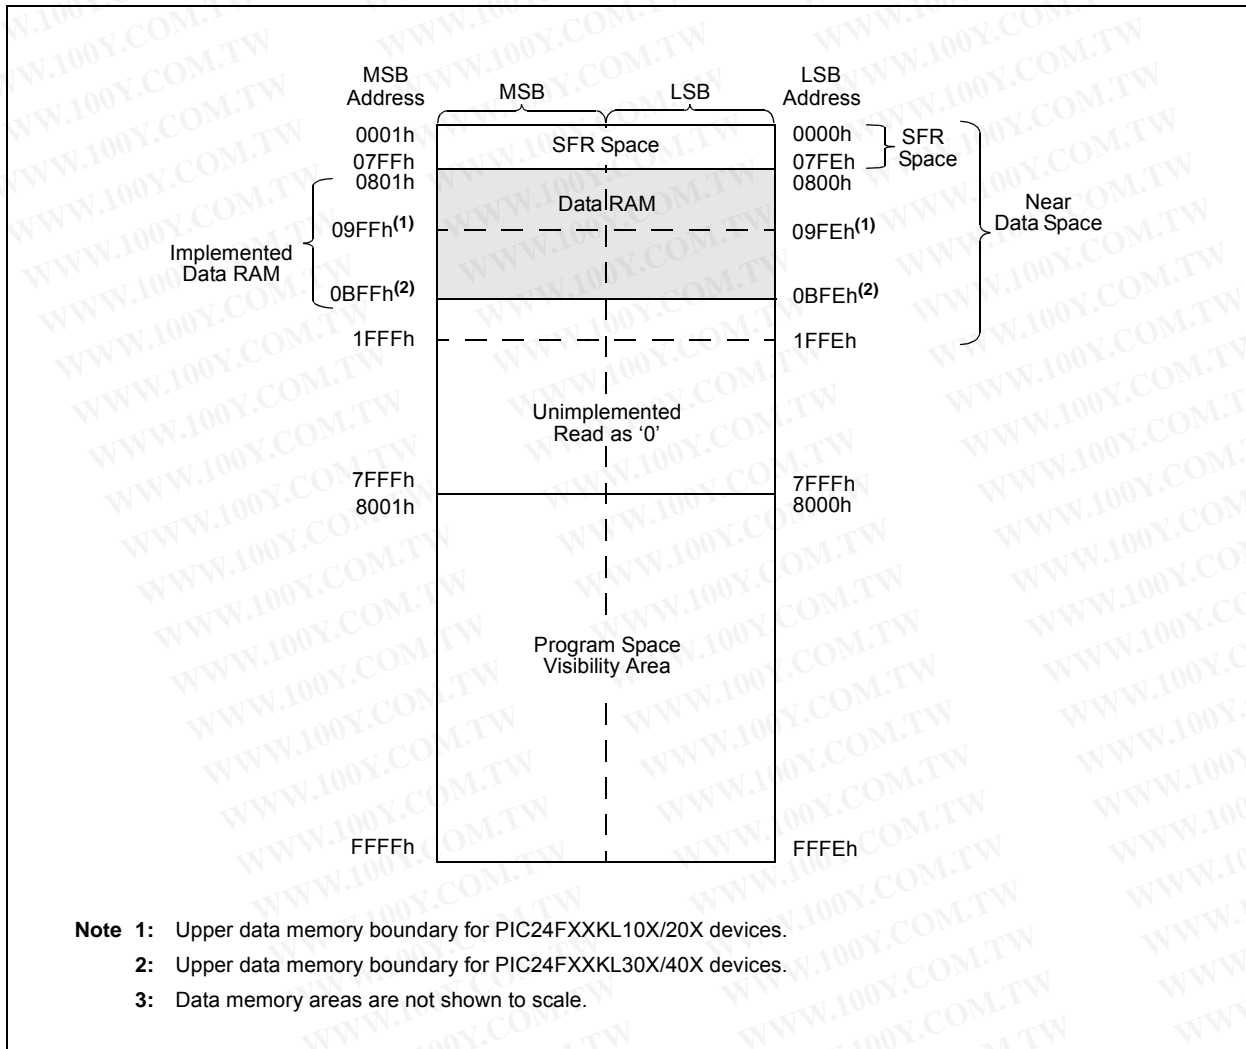 MSB Address
MSB
LSB
LSB Address
0001h
SFR Space
0000h
SFR Space
07FFh
07FEh
0801h
0800h
Data RAM
Near Data Space
09FFh(1)
09FEh(1)
Implemented Data RAM
0BFFh(2)
0BFEh(2)
1FFFh
1FFEh
Unimplemented
Read as ‘0’
7FFFh
7FFFh
8001h
8000h
Program Space
Visibility Area
FFFFh
FFFEh
Note 1: Upper data memory boundary for PIC24FXXKL10X/20X devices.
2: Upper data memory boundary for PIC24FXXKL30X/40X devices.
3: Data memory areas are not shown to scale.
WWW.100Y.COM.TW